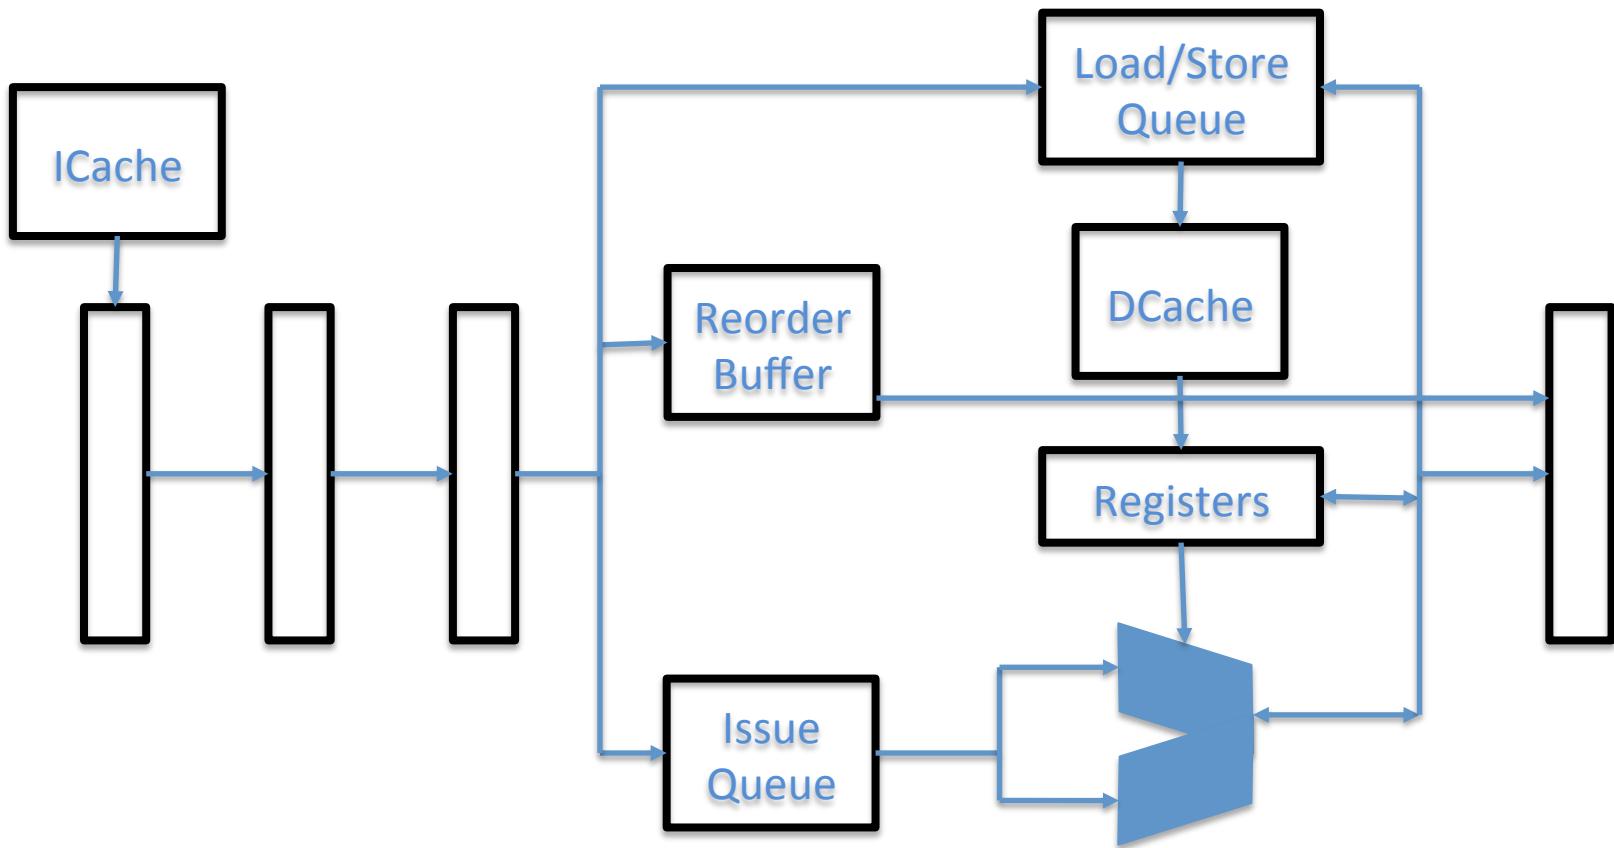 Load/Store
Queue
ICache
Reorder
Buffer
DCache
Registers
Issue
Queue